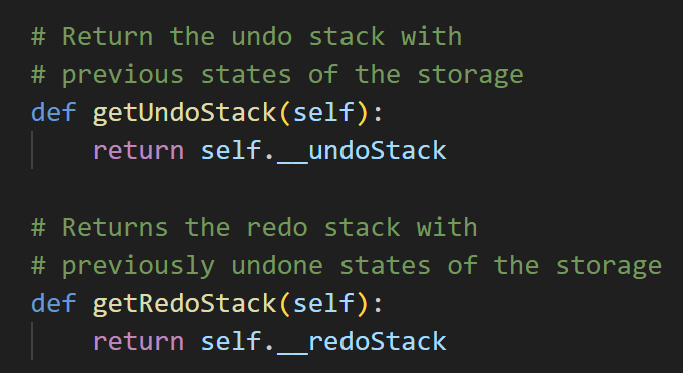 # Return the undo stack with
# previous states of the storage
def getUndoStack(self):
    return self.__undoStack
# Returns the redo stack with
# previously undone states of the storage
def getRedoStack(self):
    return self.__redoStack